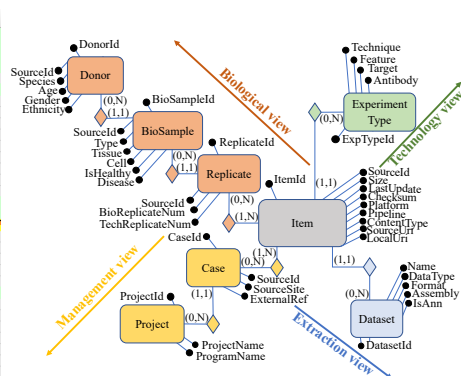 DonorId
Donor
SourceId
Species
Age
Gender
Ethnicity
(0,N)
(1,1)
BioSampleId
BioSample
SourceId
Type
Tissue
Cell
IsHealthy
Disease
(0,N)
(1,1)
ReplicateId
Replicate
SourceId
BioReplicateNum
TechReplicateNum
(0,N)
(1,N)
Biological view
Technique
Feature
Target
Antibody
Experiment
Type
(0,N)
ExpTypeId
(1,1)
Technology view
ItemId
Item
SourceId
Size
LastUpdate
Checksum
Platform
Pipeline
ContentType
SourceUrl
LocalUri
CaseId
Case
(1,N)
(0,N)
SourceId
SourceSite
ExternalRef
(1,1)
Management view
ProjectId
Project
(0,N)
ProjectName
ProgramName
(1,1)
(0,N)
Name
DataType
Format
Assembly
IsAnn
Dataset
DatasetId
Extraction view